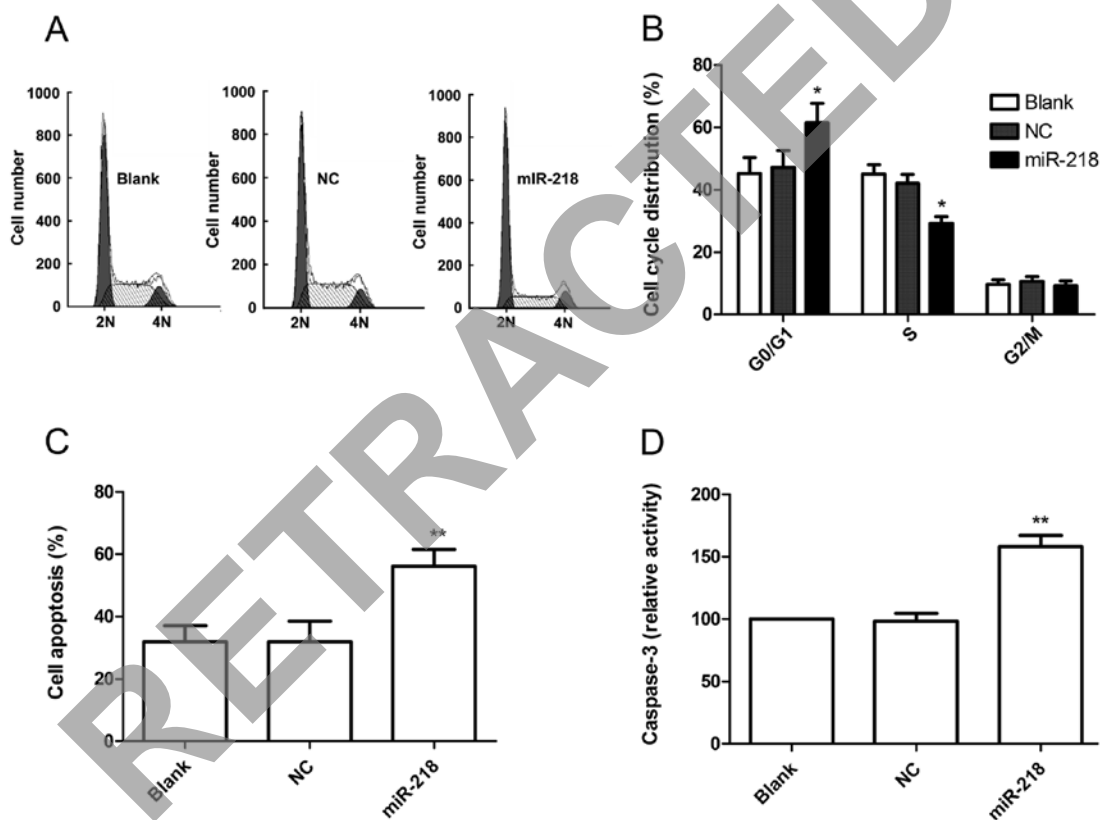 A
1000
800
600
400
200
0
Cell number
Blank
2N
4N
1000
800
600
400
200
0
Cell number
NC
2N
4N
1000
800
600
400
200
0
Cell number
mIR-218
2N
4N
B
80
60
40
20
0
Cell cycle distribution (%)
*
*
Blank
NC
miR-218
G0/G1
S
G2/M
C
80
60
40
20
0
Cell apoptosis (%)
**
Blank
NC
miR-218
D
200
150
100
50
0
Caspase-3 (relative activity)
**
Blank
NC
miR-218
RETRACTED